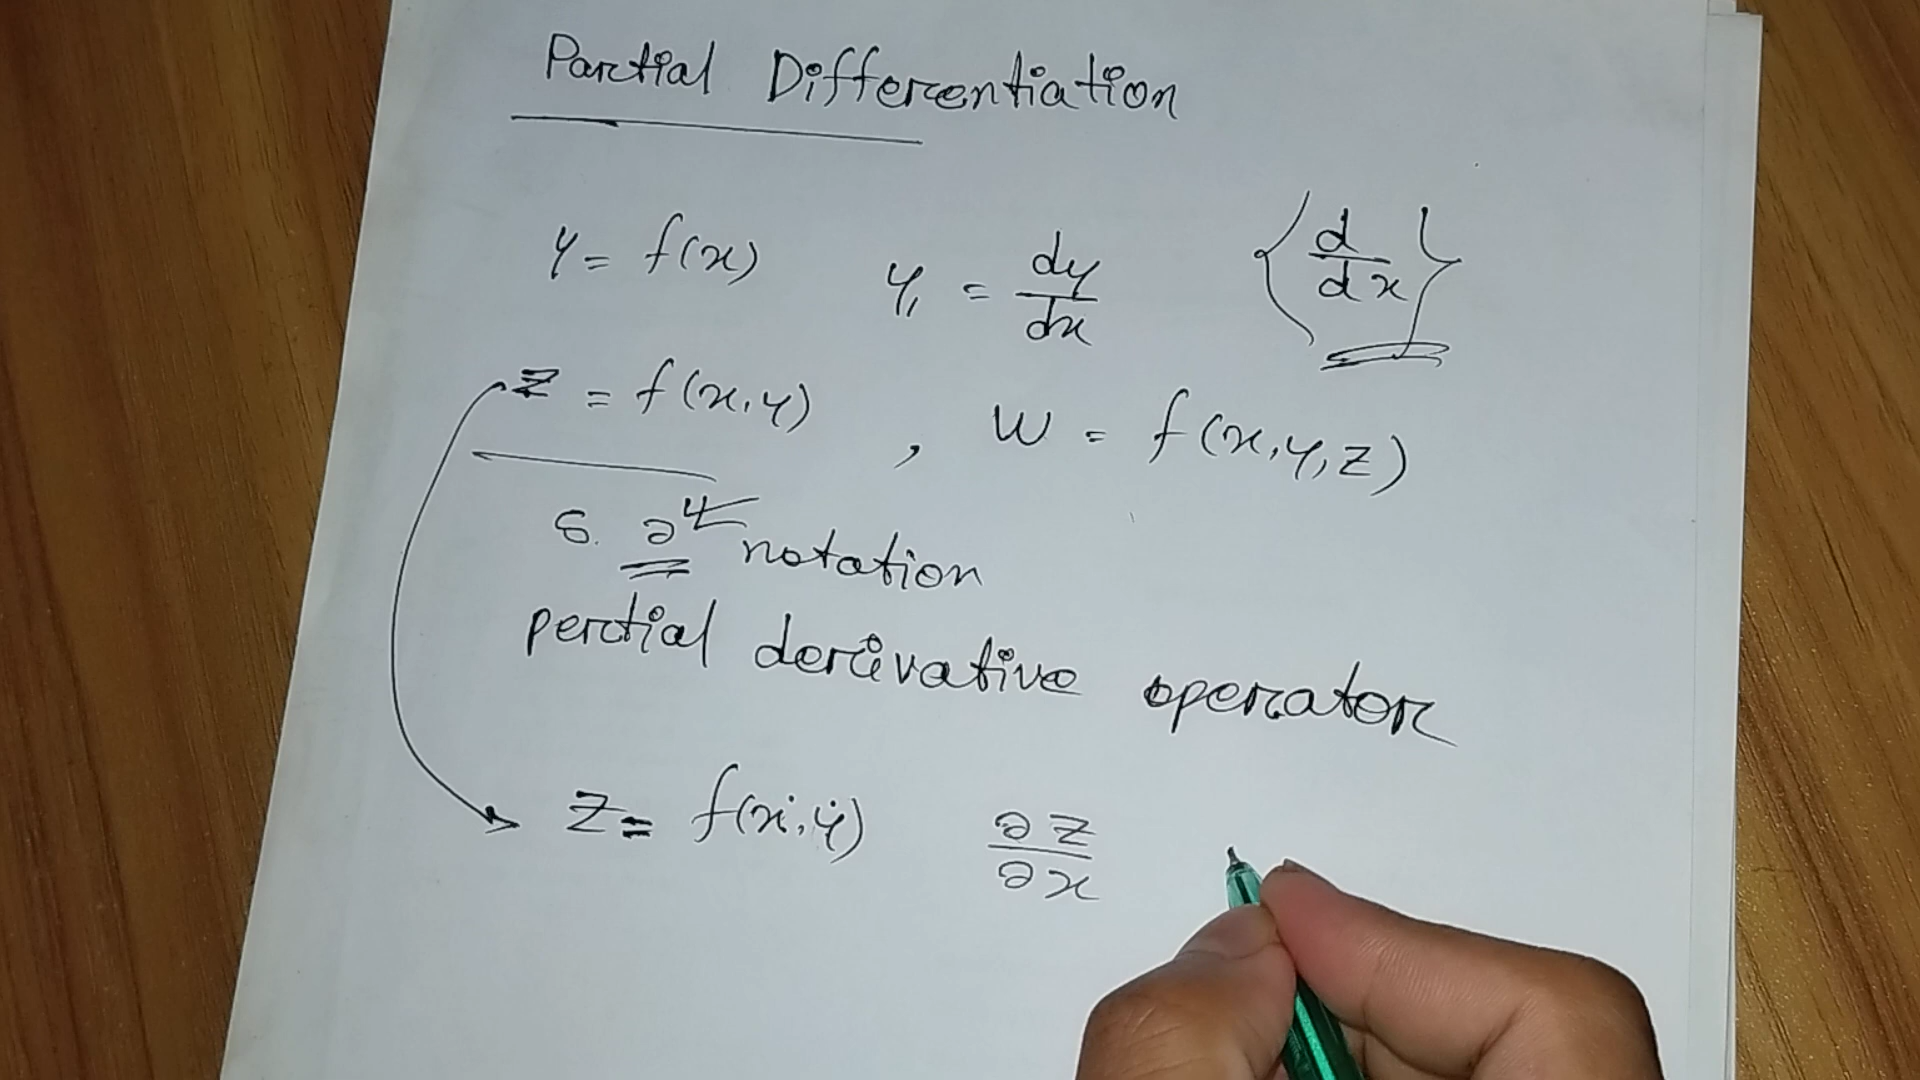 Partial Differentiation
y = f(x) y₁ = dy/dx {d/dx}
z = f(x,y) , w = f(x,y,z)
notation
pertial derivative operator
z = f(x,y) ∂z/∂x